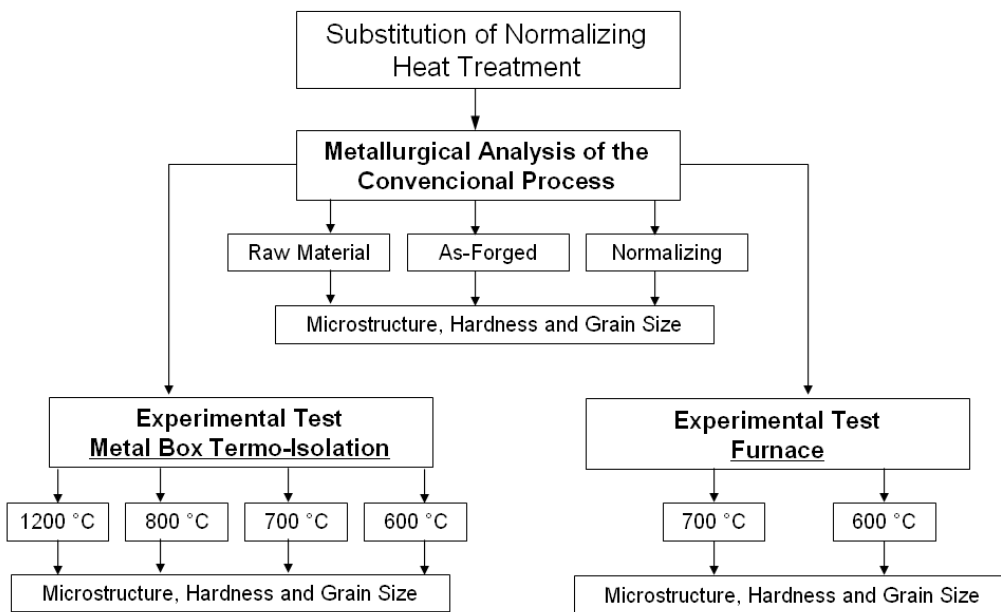 Substitution of Normalizing
Heat Treatment
Metallurgical Analysis of the
Convencional Process
Raw Material
As-Forged
Normalizing
Microstructure, Hardness and Grain Size
Experimental Test
Metal Box Termo-Isolation
1200 °C
800 °C
700 °C
600 °C
Microstructure, Hardness and Grain Size
Experimental Test
Furnace
700 °C
600 °C
Microstructure, Hardness and Grain Size